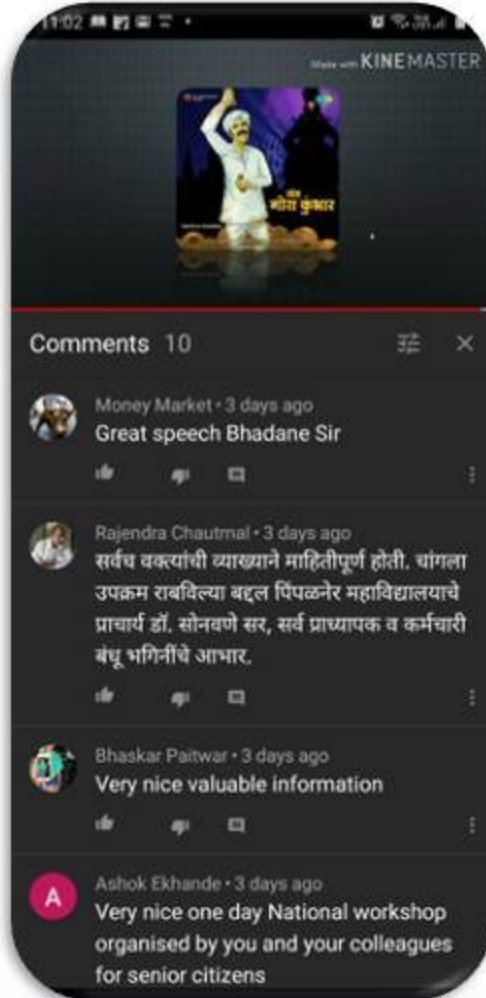 11:02
Made with KINEMASTER
संत
गोरा कुंभार
Comments 10
Money Market • 3 days ago
Great speech Bhadane Sir
Rajendra Chautmal • 3 days ago
सर्वच वक्त्यांची व्याख्याने माहितीपूर्ण होती. चांगला
उपक्रम राबविल्या बद्दल पिंपळनेर महाविद्यालयाचे
प्राचार्य डॉ. सोनवणे सर, सर्व प्राध्यापक व कर्मचारी
बंधू भगिनींचे आभार.
Bhaskar Paitwar • 3 days ago
Very nice valuable information
A
Ashok Ekhande • 3 days ago
Very nice one day National workshop
organised by you and your colleagues
for senior citizens